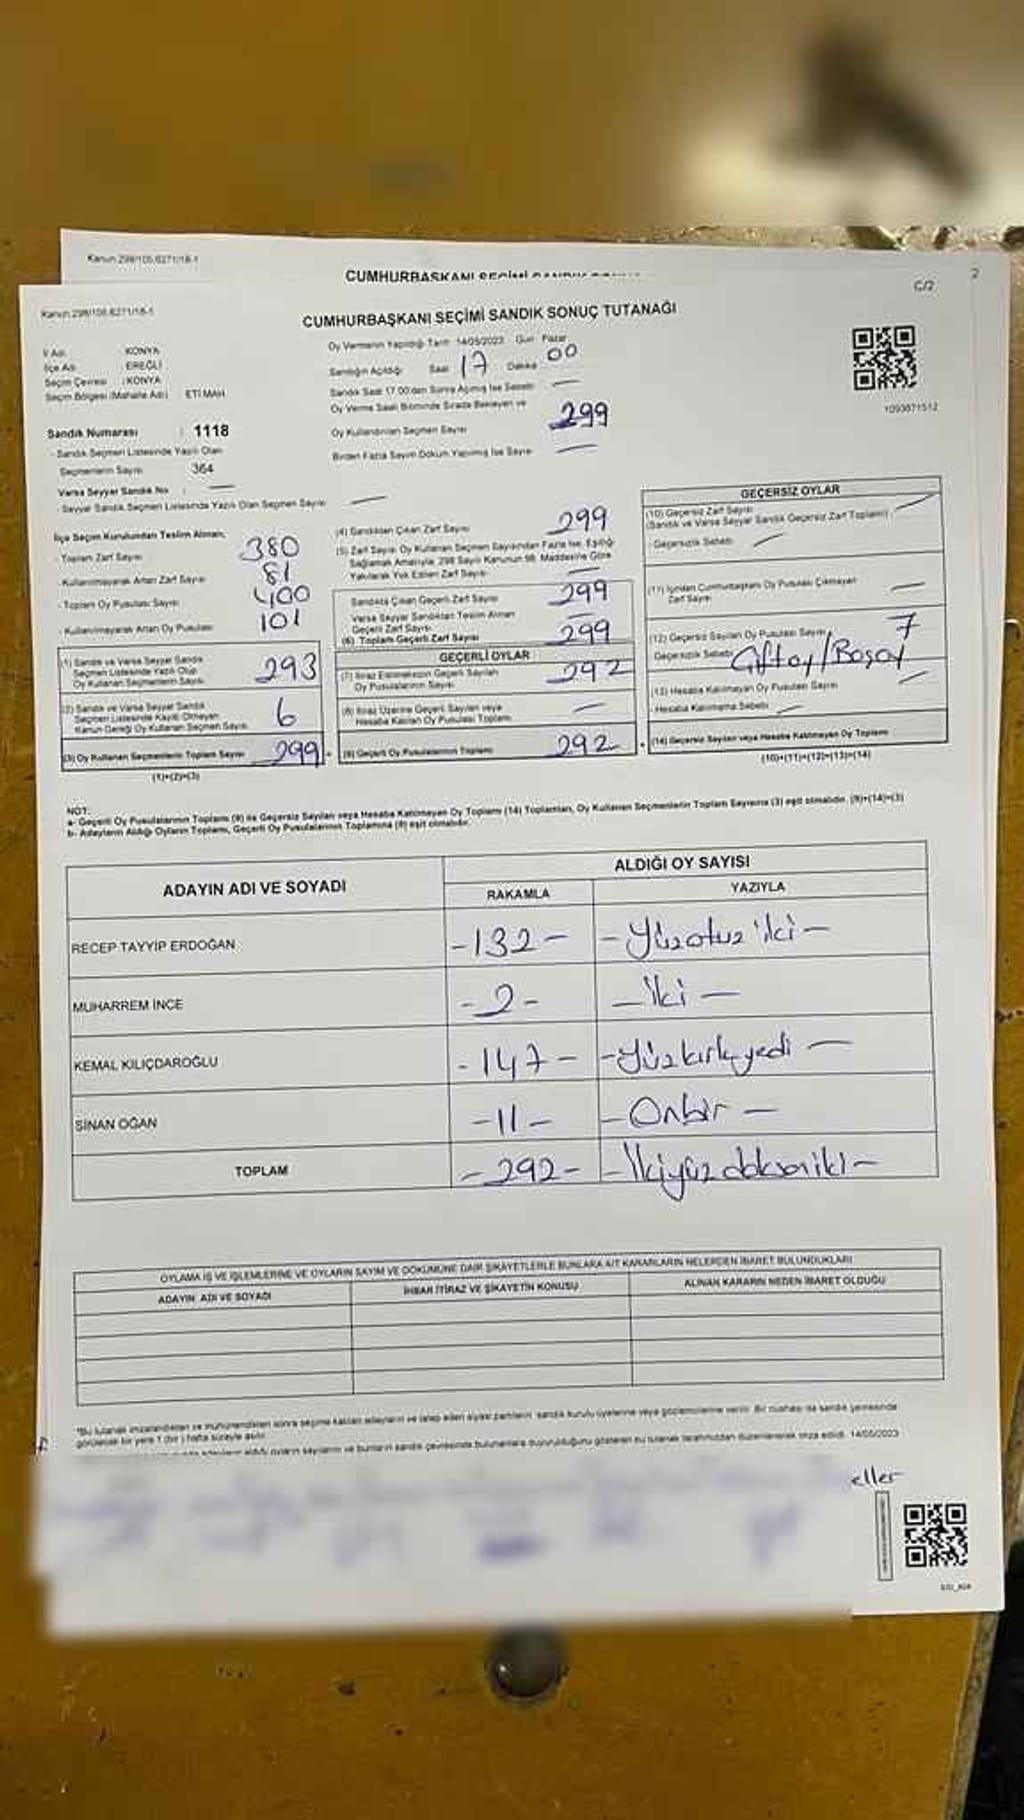 Kanun 298/105,6271/18-1
CUMHURBAŞKANI SEÇİMİ
2
C/2
Kanun 298/105,6271/18-1
CUMHURBAŞKANI SEÇİMİ SANDIK SONUÇ TUTANAĞI
İl Adı: KONYA
İlçe Adı: EREĞLİ
Seçim Çevresi : KONYA
Seçim Bölgesi (Mahalle Adı) ETİ MAH
Sandık Numarası : 1118
- Sandık Seçmen Listesinde Yazılı Olan
Seçmenlerin Sayısı 364
Varsa Seyyar Sandık No : —
- Seyyar Sandık Seçmen Listesinde Yazılı Olan Seçmen Sayısı —
Oy Vermenin Yapıldığı Tarih 14/05/2023 Gün Pazar
Sandığın Açıldığı Saat 17 Dakika 00
Sandık Saat 17.00'den Sonra Açılmış İse Sebebi —
Oy Verme Saati Bitiminde Sırada Bekleyen ve
Oy Kullandırılan Seçmen Sayısı 299
Birden Fazla Sayım Döküm Yapılmış İse Sayısı —
1093871512
İlçe Seçim Kurulundan Teslim Alınan;
- Toplam Zarf Sayısı 380
- Kullanılmayarak Artan Zarf Sayısı 81
- Toplam Oy Pusulası Sayısı 400
- Kullanılmayarak Artan Oy Pusulası 101
(1) Sandık ve Varsa Seyyar Sandık
Seçmen Listesinde Yazılı Olup
Oy Kullanan Seçmenlerin Sayısı 293
(2) Sandık ve Varsa Seyyar Sandık
Seçmen Listesinde Kayıtlı Olmayan
Kanun Gereği Oy Kullanan Seçmen Sayısı 6
(3) Oy Kullanan Seçmenlerin Toplam Sayısı 299
(1)+(2)=(3)
(4) Sandıktan Çıkan Zarf Sayısı 299
(5) Zarf Sayısı Oy Kullanan Seçmen Sayısından Fazla İse, Eşitliği
Sağlamak Amacıyla, 298 Sayılı Kanunun 98. Maddesine Göre
Yakılarak Yok Edilen Zarf Sayısı —
Sandıkta Çıkan Geçerli Zarf Sayısı 299
Varsa Seyyar Sandıktan Teslim Alınan
Geçerli Zarf Sayısı —
(6) Toplam Geçerli Zarf Sayısı 299
GEÇERLİ OYLAR
(7) İtiraz Edilmeksizin Geçerli Sayılan
Oy Pusulalarının Sayısı 292
(8) İtiraz Üzerine Geçerli Sayılan veya
Hesaba Katılan Oy Pusulası Toplamı —
(9) Geçerli Oy Pusulalarının Toplamı 292
GEÇERSİZ OYLAR
(10) Geçersiz Zarf Sayısı —
(Sandık ve Varsa Seyyar Sandık Geçersiz Zarf Toplamı)
- Geçersizlik Sebebi —
(11) İçinden Cumhurbaşkanı Oy Pusulası Çıkmayan
Zarf Sayısı —
(12) Geçersiz Sayılan Oy Pusulası Sayısı 7
Geçersizlik Sebebi Çiftoy/Boşoy
(13) Hesaba Katılmayan Oy Pusulası Sayısı —
- Hesaba Katılmama Sebebi —
(14) Geçersiz Sayılan veya Hesaba Katılmayan Oy Toplamı
(10)+(11)+(12)+(13)=(14)
NOT:
a- Geçerli Oy Pusulalarının Toplamı (9) ile Geçersiz Sayılan veya Hesaba Katılmayan Oy Toplamı (14) Toplamları, Oy Kullanan Seçmenlerin Toplam Sayısına (3) eşit olmalıdır. (9)+(14)=(3)
b- Adayların Aldığı Oyların Toplamı, Geçerli Oy Pusulalarının Toplamına (9) eşit olmalıdır.
ADAYIN ADI VE SOYADI
ALDIĞI OY SAYISI
RAKAMLA YAZIYLA
RECEP TAYYİP ERDOĞAN -132- -Yüzotuz iki-
MUHARREM İNCE -2- -İki-
KEMAL KILIÇDAROĞLU -147- -Yüzkırkyedi-
SİNAN OĞAN -11- -Onbir-
TOPLAM -292- -İkiyüzdoksaniki-
OYLAMA İŞ VE İŞLEMLERİNE VE OYLARIN SAYIM VE DÖKÜMÜNE DAİR ŞİKAYETLERLE BUNLARA AİT KARARLARIN NELERDEN İBARET BULUNDUKLARI
ADAYIN ADI VE SOYADI İHBAR İTİRAZ VE ŞİKAYETİN KONUSU ALINAN KARARIN NEDEN İBARET OLDUĞU
*Bu tutanak imzalandıktan ve mühürlendikten sonra seçime katılan adayların ve talep eden siyasi partilerin sandık kurulu üyelerine veya gözlemcilerine verilir. Bir nüshası da sandık çevresinde
görülecek bir yere 1 (bir) hafta süreyle asılır.
adayların aldığı oyların sayılarını ve bunların sandık çevresinde bulunanlara duyurulduğunu gösteren bu tutanak tarafımızdan düzenlenerek imza edildi. 14/05/2023
eller